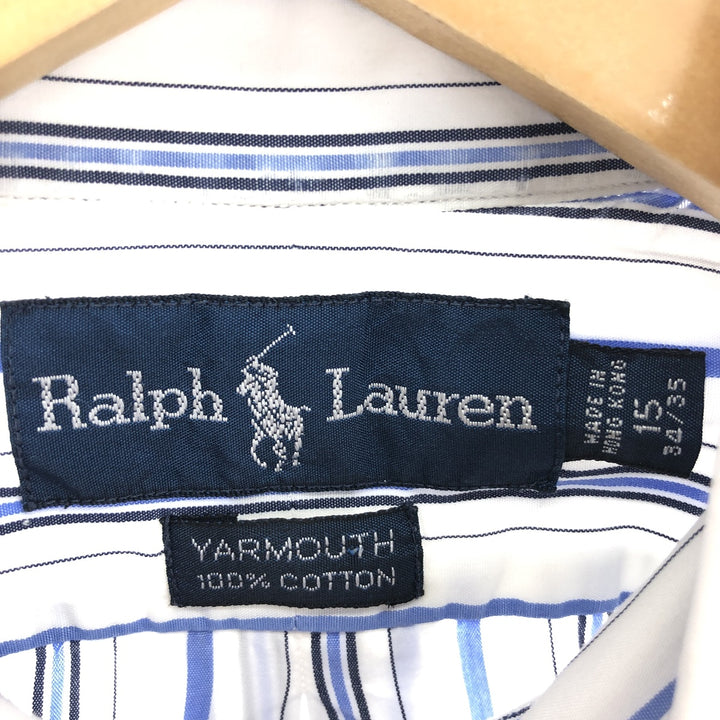 Ralph Lauren
MADE IN
HONG KONG
15
34/35
YARMOUTH
100% COTTON